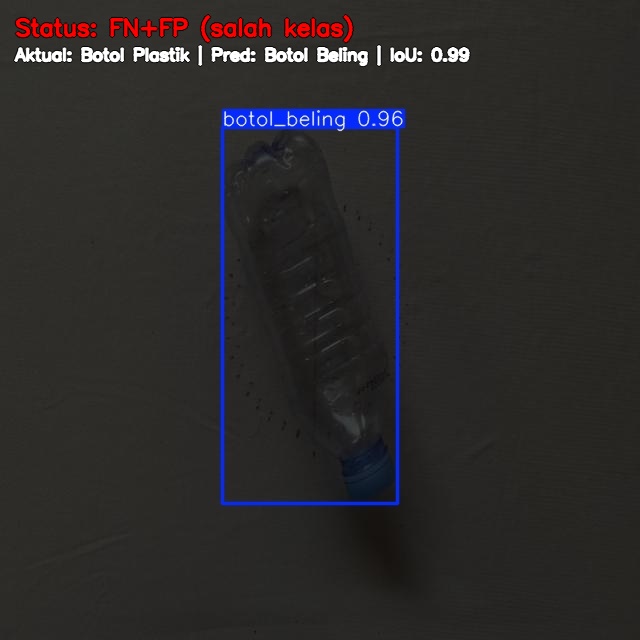 Status: FN+FP (salah kelas)
Aktual: Botol Plastik | Pred: Botol Beling | IoU: 0.99
botol_beling 0.96